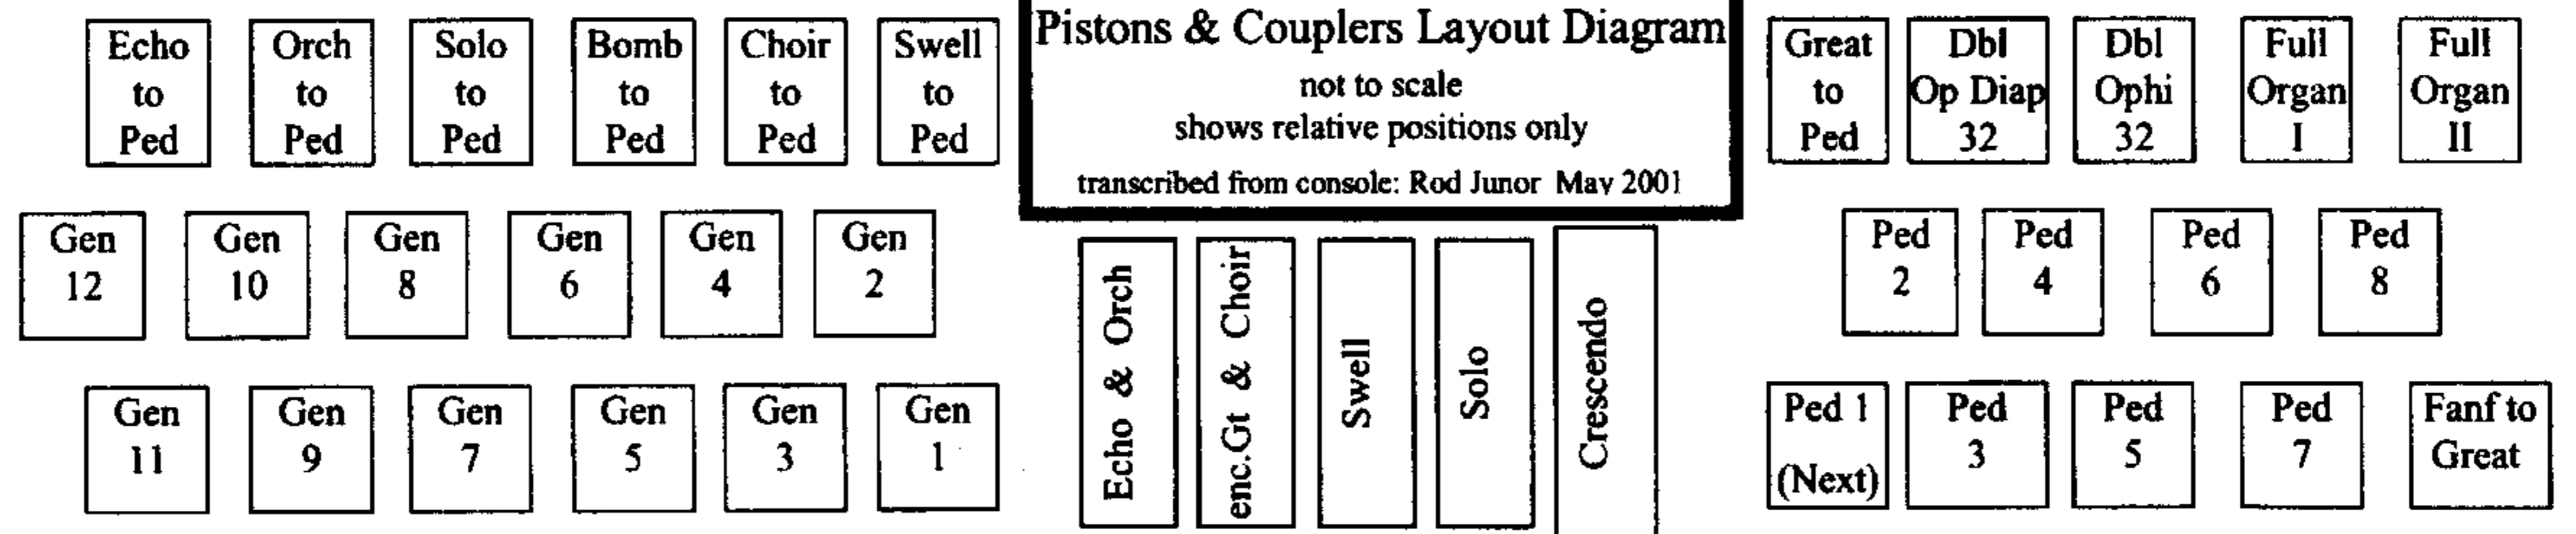 Echo
to
Ped
Orch
to
Ped
Solo
to
Ped
Bomb
to
Ped
Choir
to
Ped
Swell
to
Ped
Pistons & Couplers Layout Diagram
not to scale
shows relative positions only
transcribed from console: Rod Junor May 2001
Great
to
Ped
Dbl
Op Diap
32
Dbl
Ophi
32
Full
Organ
I
Full
Organ
II
Gen
12
Gen
10
Gen
8
Gen
6
Gen
4
Gen
2
Echo & Orch
enc.Gt & Choir
Swell
Solo
Crescendo
Ped
2
Ped
4
Ped
6
Ped
8
Gen
11
Gen
9
Gen
7
Gen
5
Gen
3
Gen
1
Ped 1
(Next)
Ped
3
Ped
5
Ped
7
Fanf to
Great